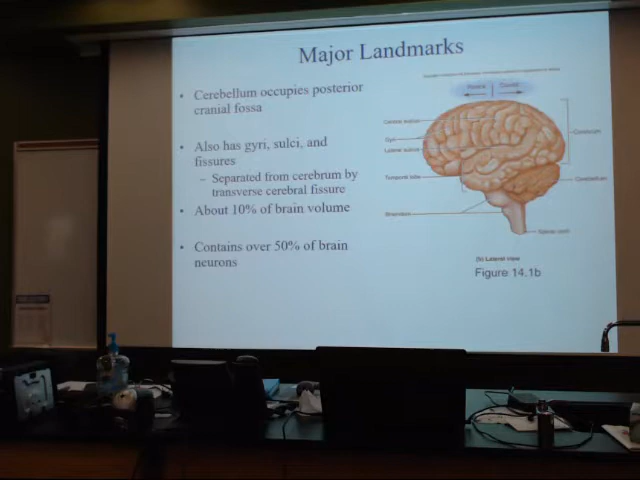 Major Landmarks
• Cerebellum occupies posterior
cranial fossa
• Also has gyri, sulci, and
fissures
– Separated from cerebrum by
transverse cerebral fissure
• About 10% of brain volume
• Contains over 50% of brain
neurons
Rostral
Caudal
Central sulcus
Gyri
Lateral sulcus
Temporal lobe
Brainstem
Cerebrum
Cerebellum
Spinal cord
(b) Lateral view
Figure 14.1b